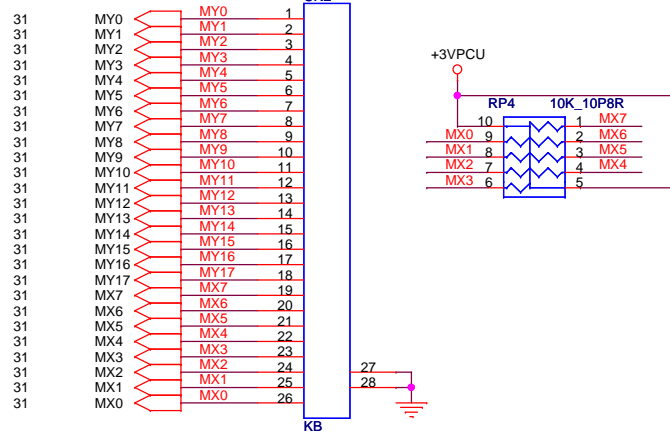 31 MY0 MY0 1
31 MY1 MY1 2
31 MY2 MY2 3
31 MY3 MY3 4
31 MY4 MY4 5
31 MY5 MY5 6
31 MY6 MY6 7
31 MY7 MY7 8
31 MY8 MY8 9
31 MY9 MY9 10
31 MY10 MY10 11
31 MY11 MY11 12
31 MY12 MY12 13
31 MY13 MY13 14
31 MY14 MY14 15
31 MY15 MY15 16
31 MY16 MY16 17
31 MY17 MY17 18
31 MX7 MX7 19
31 MX6 MX6 20
31 MX5 MX5 21
31 MX4 MX4 22
31 MX3 MX3 23
31 MX2 MX2 24 27
31 MX1 MX1 25 28
31 MX0 MX0 26
KB
+3VPCU
RP4 10K_10P8R
10 1 MX7
MX0 9 2 MX6
MX1 8 3 MX5
MX2 7 4 MX4
MX3 6 5